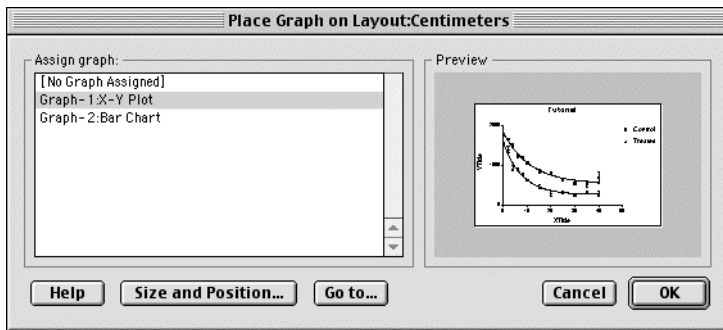 Place Graph on Layout:Centimeters
Assign graph:
[No Graph Assigned]
Graph-1:X-Y Plot
Graph-2:Bar Chart
Preview
Tutorial
Control
Treated
YTitle
XTitle
Help
Size and Position...
Go to...
Cancel
OK